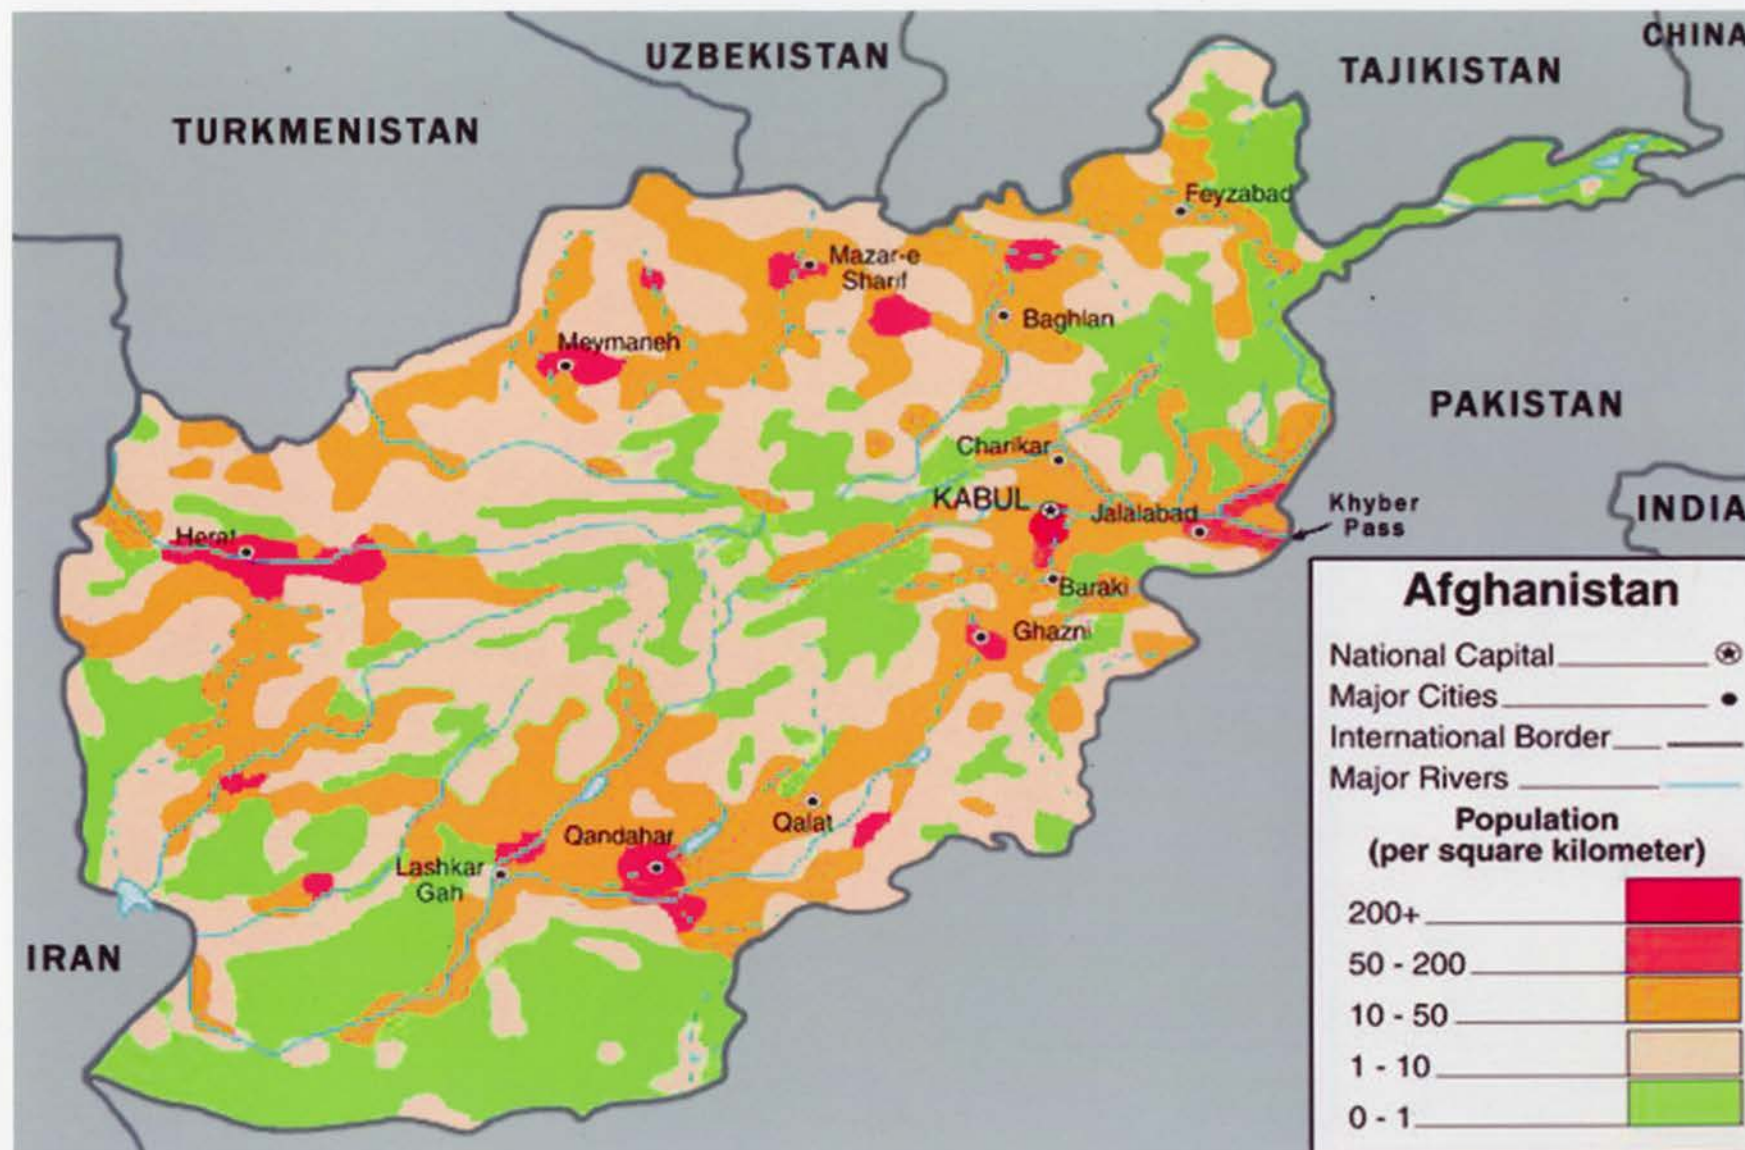 UZBEKISTAN
CHINA
TAJIKISTAN
TURKMENISTAN
Feyzabad
Mazar-e
Sharif
Baghlan
Meymaneh
PAKISTAN
Charikar
KABUL
Jalalabad
Khyber
Pass
INDIA
Herat
Baraki
Ghazni
Qandahar
Qalat
Lashkar
Gah
IRAN
Afghanistan
National Capital
Major Cities
International Border
Major Rivers
Population
(per square kilometer)
200+
50 - 200
10 - 50
1 - 10
0 - 1